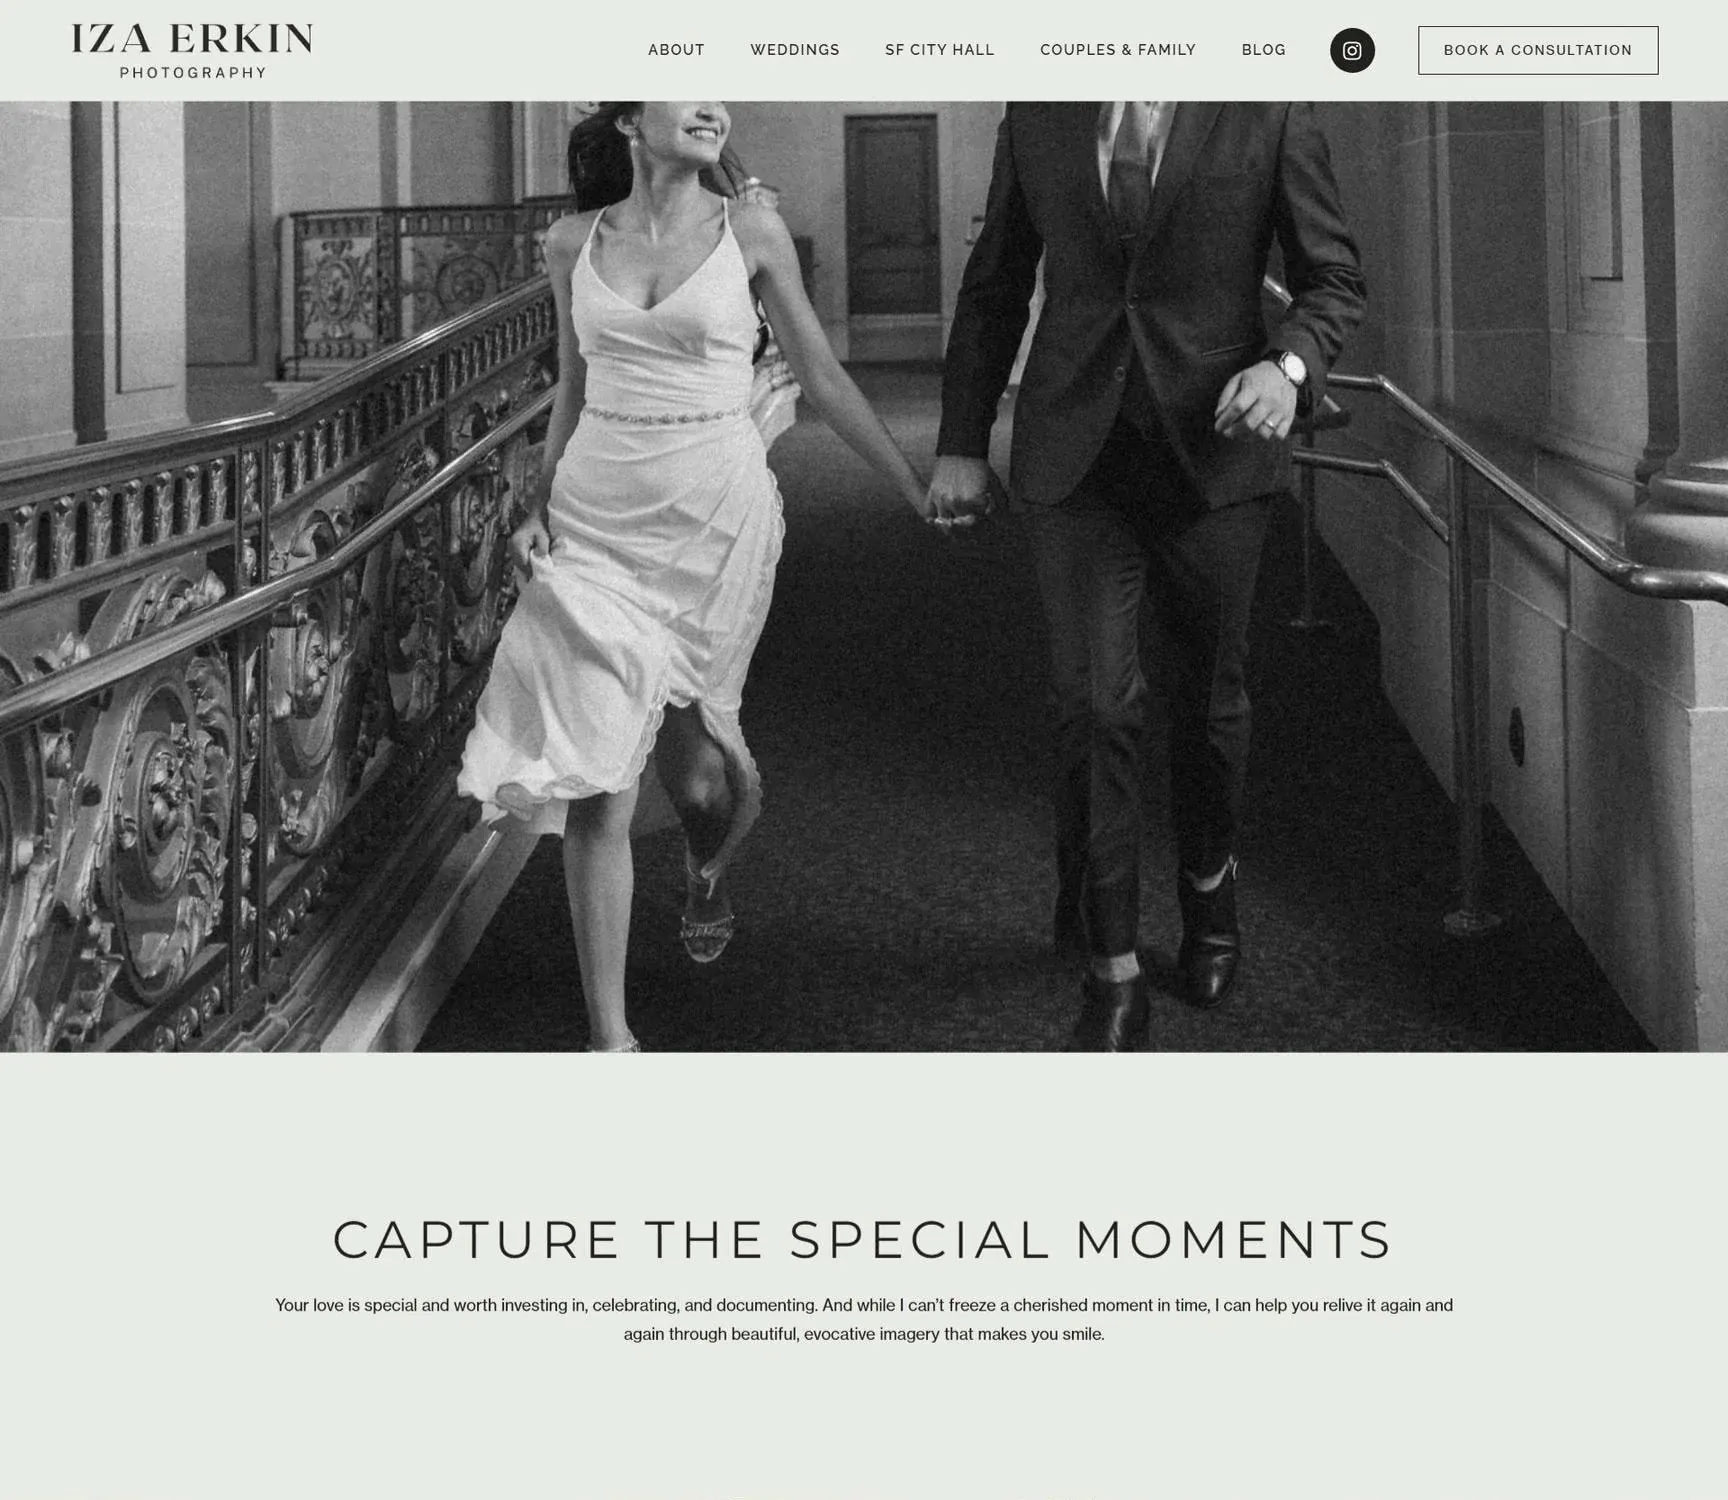 IZA ERKIN
PHOTOGRAPHY
ABOUT
WEDDINGS
SF CITY HALL
COUPLES & FAMILY
BLOG
BOOK A CONSULTATION
CAPTURE THE SPECIAL MOMENTS
Your love is special and worth investing in, celebrating, and documenting. And while I can’t freeze a cherished moment in time, I can help you relive it again and
again through beautiful, evocative imagery that makes you smile.